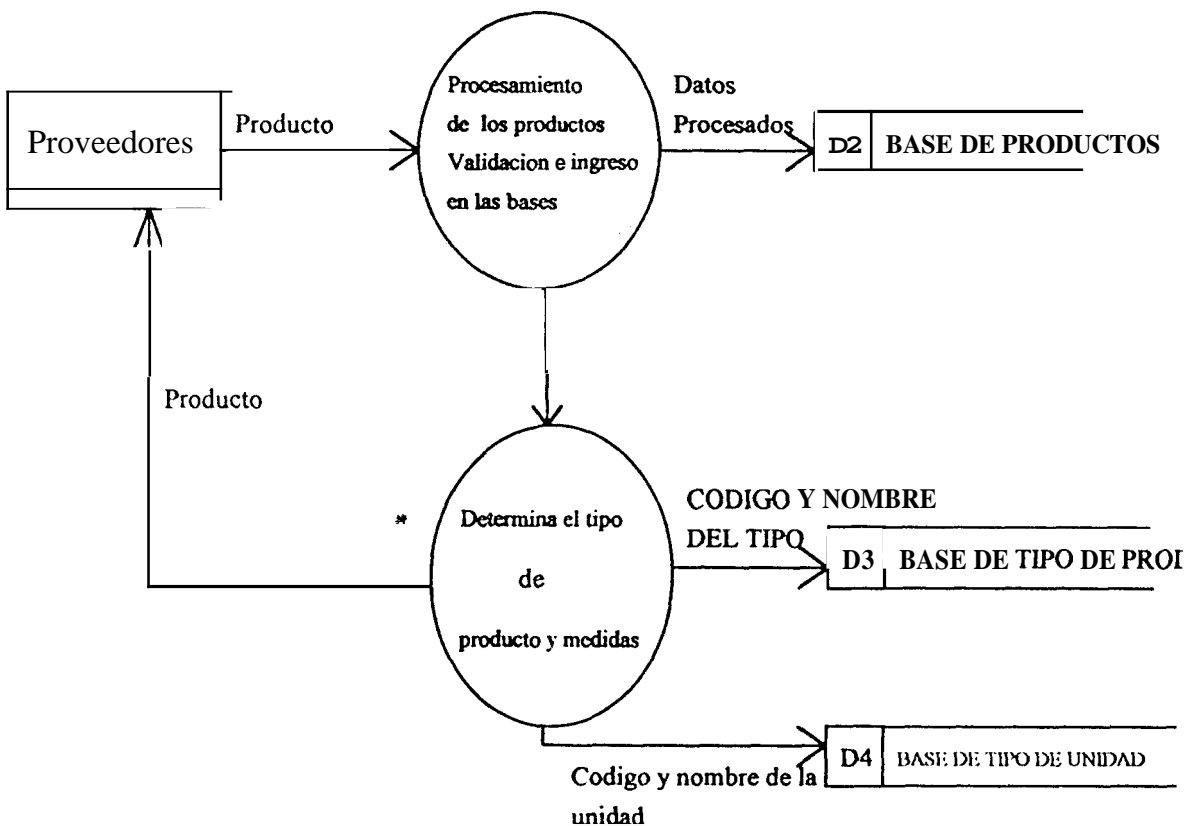 Proveedores
Producto
Procesamiento
de los productos
Validacion e ingreso
en las bases
Datos
Procesados
D2 BASE DE PRODUCTOS
Producto
*
Determina el tipo
de
producto y medidas
CODIGO Y NOMBRE
DEL TIPO
D3 BASE DE TIPO DE
D4 BASE DE TIPO DE UNIDAD
Codigo y nombre de la
unidad